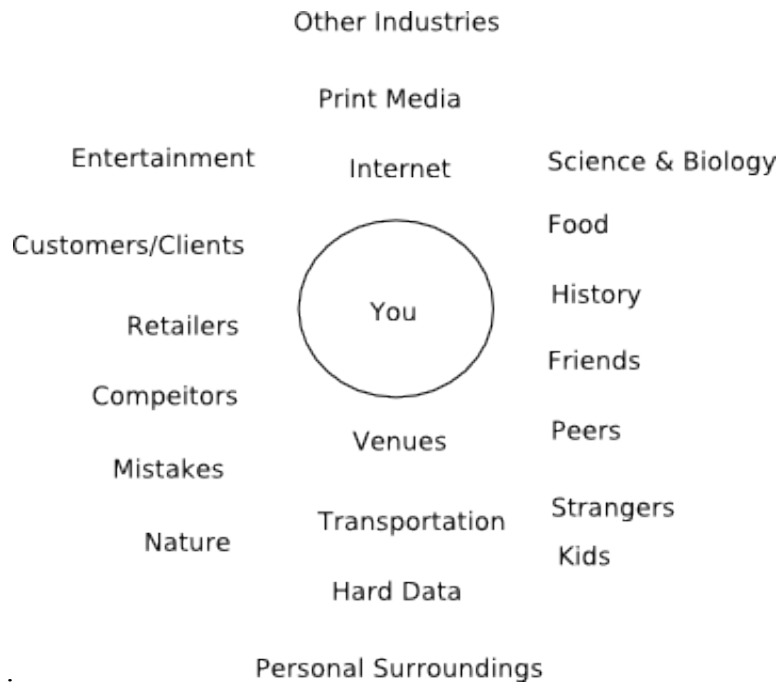 Other Industries
Print Media
Entertainment
Internet
Science & Biology
Food
Customers/Clients
History
You
Retailers
Friends
Compeitors
Peers
Venues
Mistakes
Strangers
Transportation
Nature
Kids
Hard Data
Personal Surroundings
.